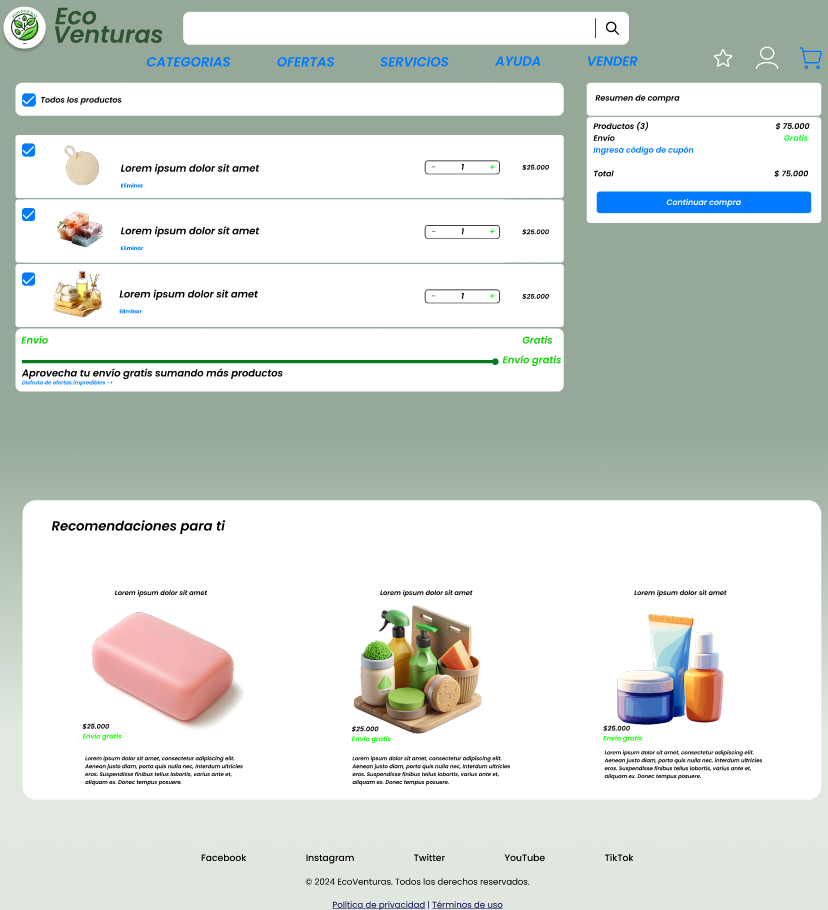 Eco
Venturas
CATEGORIAS OFERTAS SERVICIOS AYUDA VENDER
Todos los productos
Lorem ipsum dolor sit amet
- 1 + $25.000
Eliminar
Lorem ipsum dolor sit amet
- 1 + $25.000
Eliminar
Lorem ipsum dolor sit amet
- 1 + $25.000
Eliminar
Envío Gratis
Envío gratis
Aprovecha tu envío gratis sumando más productos
Disfruta de ofertas impredibles ->
Resumen de compra
Productos (3) $ 75.000
Envío Gratis
Ingresa código de cupón
Total $ 75.000
Continuar compra
Recomendaciones para ti
Lorem ipsum dolor sit amet
$25.000
Envío gratis
Lorem ipsum dolor sit amet, consectetur adipiscing elit.
Aenean justo diam, porta quis nulla nec, interdum ultricies
eros. Suspendisse finibus tellus lobortis, varius ante et,
aliquam ex. Donec tempus posuere.
Lorem ipsum dolor sit amet
$25.000
Envío gratis
Lorem ipsum dolor sit amet, consectetur adipiscing elit.
Aenean justo diam, porta quis nulla nec, interdum ultricies
eros. Suspendisse finibus tellus lobortis, varius ante et,
aliquam ex. Donec tempus posuere.
Lorem ipsum dolor sit amet
$25.000
Envío gratis
Lorem ipsum dolor sit amet, consectetur adipiscing elit.
Aenean justo diam, porta quis nulla nec, interdum ultricies
eros. Suspendisse finibus tellus lobortis, varius ante et,
aliquam ex. Donec tempus posuere.
Facebook Instagram Twitter YouTube TikTok
© 2024 EcoVenturas. Todos los derechos reservados.
Política de privacidad | Términos de uso